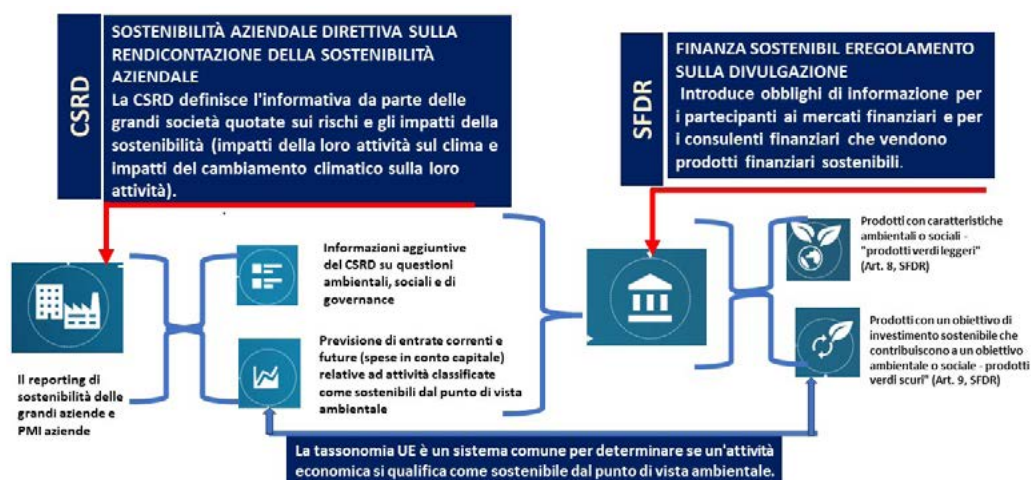 CSRD
SOSTENIBILITÀ AZIENDALE DIRETTIVA SULLA
RENDICONTAZIONE DELLA SOSTENIBILITÀ
AZIENDALE
La CSRD definisce l'informativa da parte delle
grandi società quotate sui rischi e gli impatti della
sostenibilità (impatti della loro attività sul clima e
impatti del cambiamento climatico sulla loro
attività).
SFDR
FINANZA SOSTENIBIL EREGOLAMENTO
SULLA DIVULGAZIONE
Introduce obblighi di informazione per
i partecipanti ai mercati finanziari e per
i consulenti finanziari che vendono
prodotti finanziari sostenibili.
Il reporting di
sostenibilità delle
grandi aziende e
PMI aziende
Informazioni aggiuntive
del CSRD su questioni
ambientali, sociali e di
governance
Previsione di entrate correnti e
future (spese in conto capitale)
relative ad attività classificate
come sostenibili dal punto di vista
ambientale
Prodotti con caratteristiche
ambientali o sociali -
"prodotti verdi leggeri"
(Art. 8, SFDR)
Prodotti con un obiettivo di
investimento sostenibile che
contribuiscono a un obiettivo
ambientale o sociale - prodotti
verdi scuri" (Art. 9, SFDR)
La tassonomia UE è un sistema comune per determinare se un'attività
economica si qualifica come sostenibile dal punto di vista ambientale.